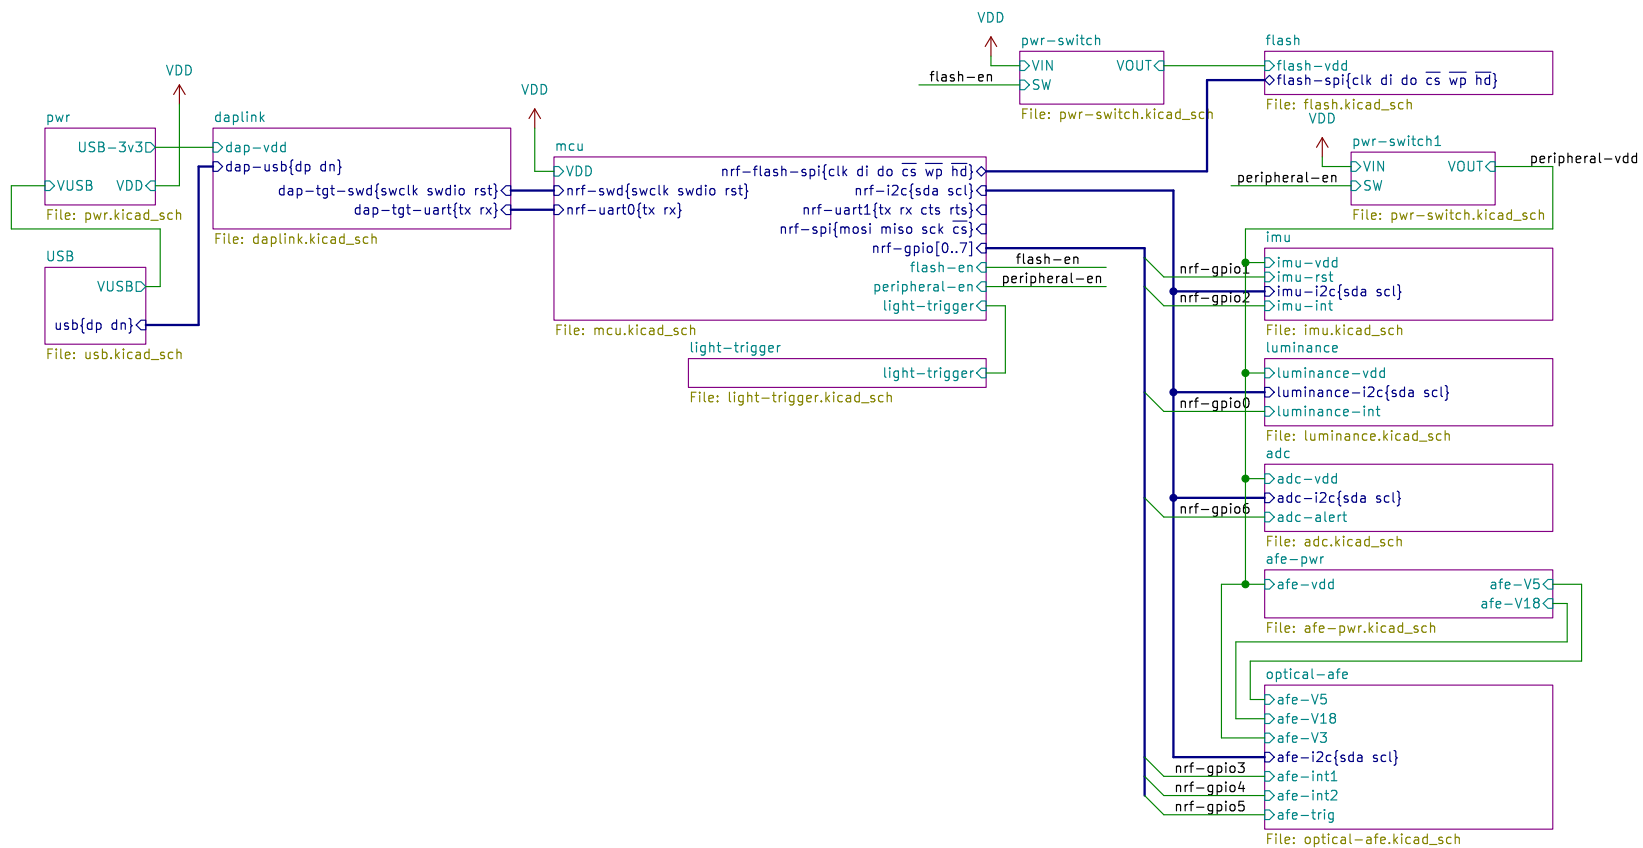 VDD
pwr-switch
VIN
VOUT
flash-en
SW
File: pwr-switch.kicad_sch
flash
flash-vdd
flash-spi{clk di do cs wp hd}
File: flash.kicad_sch
VDD
pwr
USB-3v3
VUSB
VDD
File: pwr.kicad_sch
daplink
dap-vdd
dap-usb{dp dn}
dap-tgt-swd{swclk swdio rst}
dap-tgt-uart{tx rx}
File: daplink.kicad_sch
USB
VUSB
usb{dp dn}
File: usb.kicad_sch
VDD
mcu
VDD
nrf-flash-spi{clk di do cs wp hd}
nrf-swd{swclk swdio rst}
nrf-i2c{sda scl}
nrf-uart0{tx rx}
nrf-uart1{tx rx cts rts}
nrf-spi{mosi miso sck cs}
nrf-gpio[0..7]
flash-en
flash-en
peripheral-en
peripheral-en
light-trigger
File: mcu.kicad_sch
light-trigger
light-trigger
File: light-trigger.kicad_sch
VDD
pwr-switch1
VIN
VOUT
peripheral-vdd
peripheral-en
SW
File: pwr-switch.kicad_sch
imu
imu-vdd
nrf-gpio1
imu-rst
imu-i2c{sda scl}
nrf-gpio2
imu-int
File: imu.kicad_sch
luminance
luminance-vdd
luminance-i2c{sda scl}
nrf-gpio0
luminance-int
File: luminance.kicad_sch
adc
adc-vdd
adc-i2c{sda scl}
nrf-gpio6
adc-alert
File: adc.kicad_sch
afe-pwr
afe-vdd
afe-V5
afe-V18
File: afe-pwr.kicad_sch
optical-afe
afe-V5
afe-V18
afe-V3
afe-i2c{sda scl}
nrf-gpio3
afe-int1
nrf-gpio4
afe-int2
nrf-gpio5
afe-trig
File: optical-afe.kicad_sch